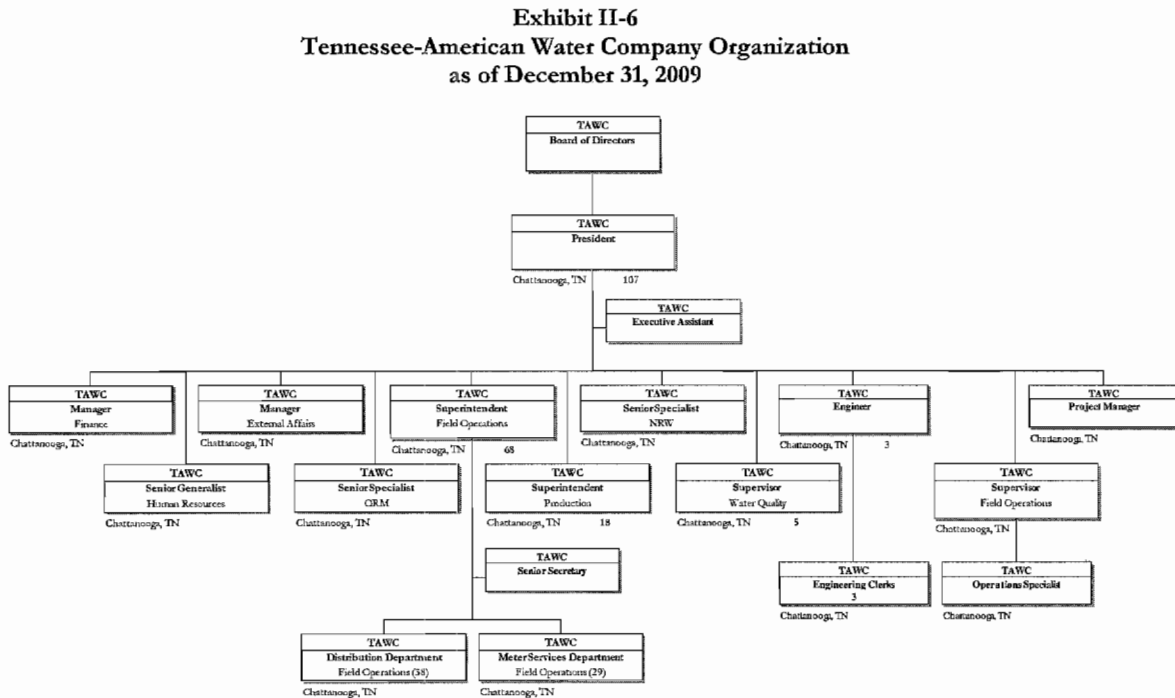 Exhibit II-6
Tennessee-American Water Company Organization
as of December 31, 2009
TAWC
Board of Directors
TAWC
President
Chattanooga, TN 107
TAWC
Executive Assistant
TAWC
Manager
Finance
Chattanooga, TN
TAWC
Manager
External Affairs
Chattanooga, TN
TAWC
Superintendent
Field Operations
Chattanooga, TN 68
TAWC
Senior Specialist
NRW
Chattanooga, TN
TAWC
Engineer
Chattanooga, TN 3
TAWC
Project Manager
Chattanooga, TN
TAWC
Senior Generalist
Human Resources
Chattanooga, TN
TAWC
Senior Specialist
ORM
Chattanooga, TN
TAWC
Superintendent
Production
Chattanooga, TN 18
TAWC
Supervisor
Water Quality
Chattanooga, TN 5
TAWC
Supervisor
Field Operations
Chattanooga, TN
TAWC
Senior Secretary
TAWC
Engineering Clerks
3
Chattanooga, TN
TAWC
Operations Specialist
Chattanooga, TN
TAWC
Distribution Department
Field Operations (38)
Chattanooga, TN
TAWC
Meter Services Department
Field Operations (29)
Chattanooga, TN